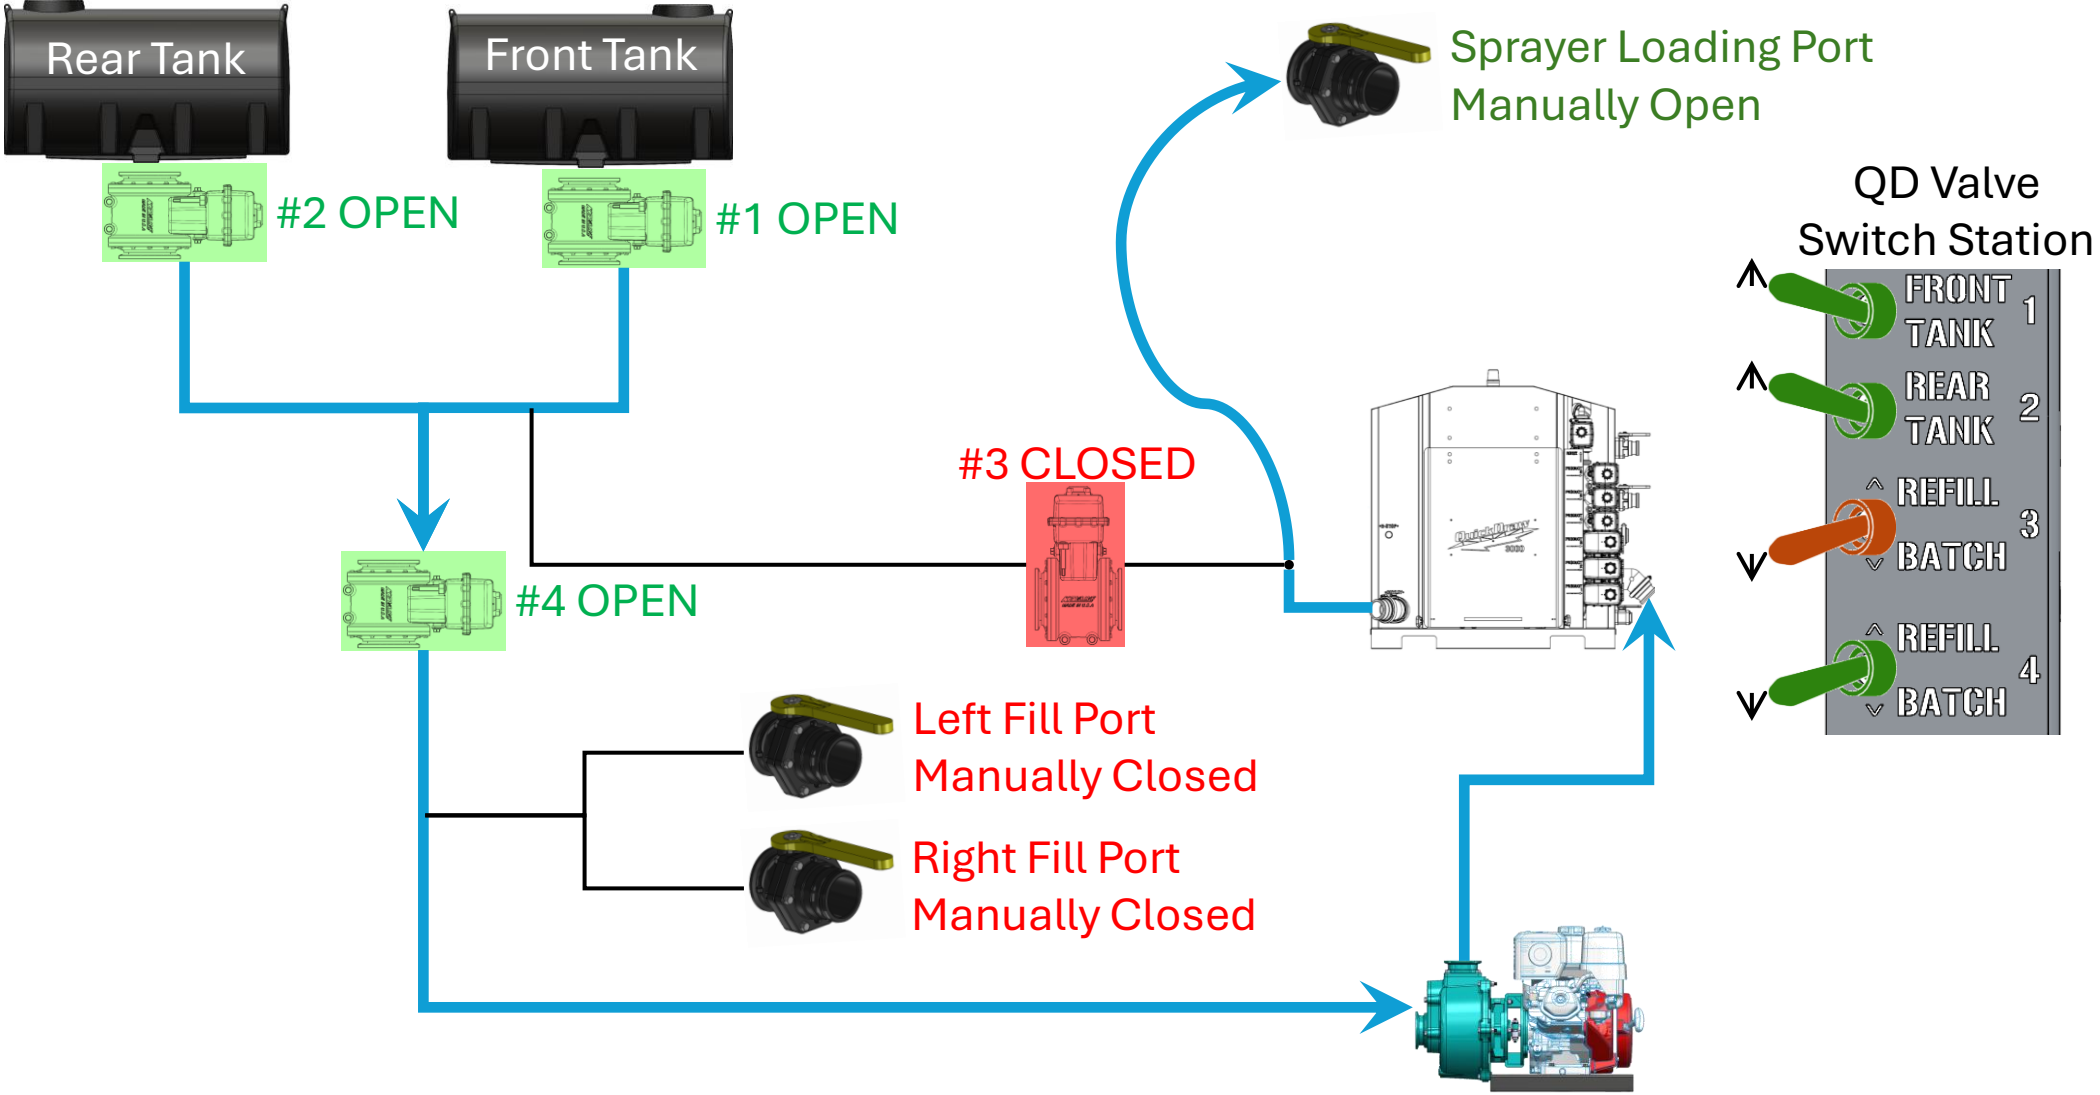 Rear Tank
Front Tank
Sprayer Loading Port
Manually Open
#2 OPEN
#1 OPEN
QD Valve
Switch Station
FRONT
TANK
1
REAR
TANK
2
REFILL
BATCH
3
REFILL
BATCH
4
#3 CLOSED
QuickDraw
3000
#4 OPEN
Left Fill Port
Manually Closed
Right Fill Port
Manually Closed